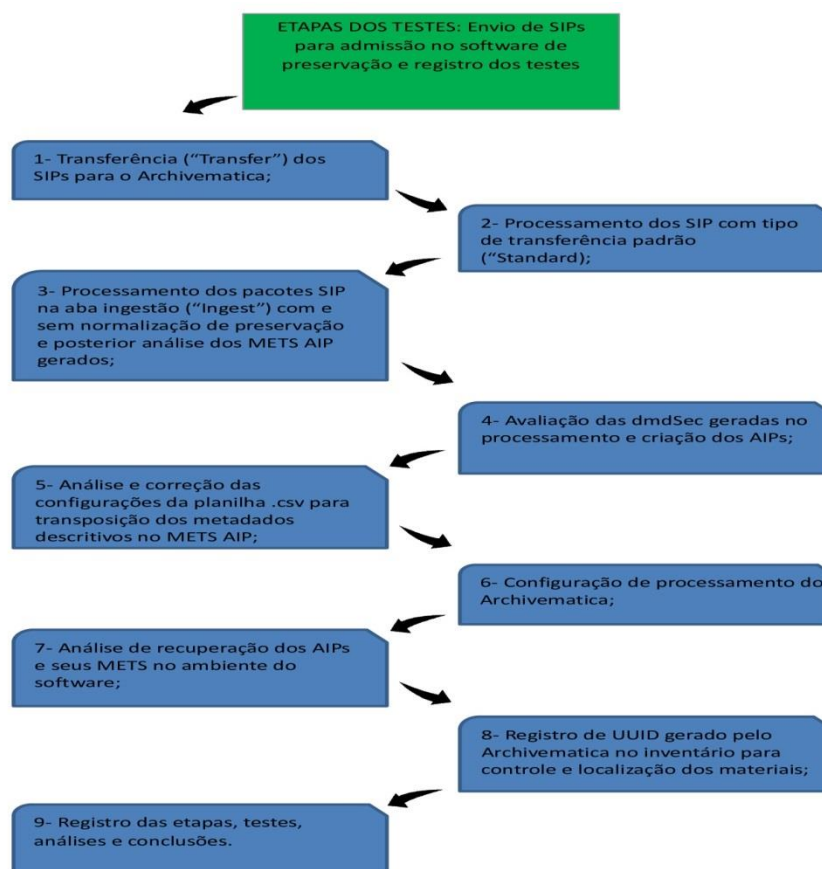 ETAPAS DOS TESTES: Envio de SIPs
para admissão no software de
preservação e registro dos testes
1- Transferência (“Transfer”) dos
SIPs para o Archivematica;
2- Processamento dos SIP com tipo
de transferência padrão
(“Standard);
3- Processamento dos pacotes SIP
na aba ingestão (“Ingest”) com e
sem normalização de preservação
e posterior análise dos METS AIP
gerados;
4- Avaliação das dmdSec geradas no
processamento e criação dos AIPs;
5- Análise e correção das
configurações da planilha .csv para
transposição dos metadados
descritivos no METS AIP;
6- Configuração de processamento do
Archivematica;
7- Análise de recuperação dos AIPs
e seus METS no ambiente do
software;
8- Registro de UUID gerado pelo
Archivematica no inventário para
controle e localização dos materiais;
9- Registro das etapas, testes,
análises e conclusões.